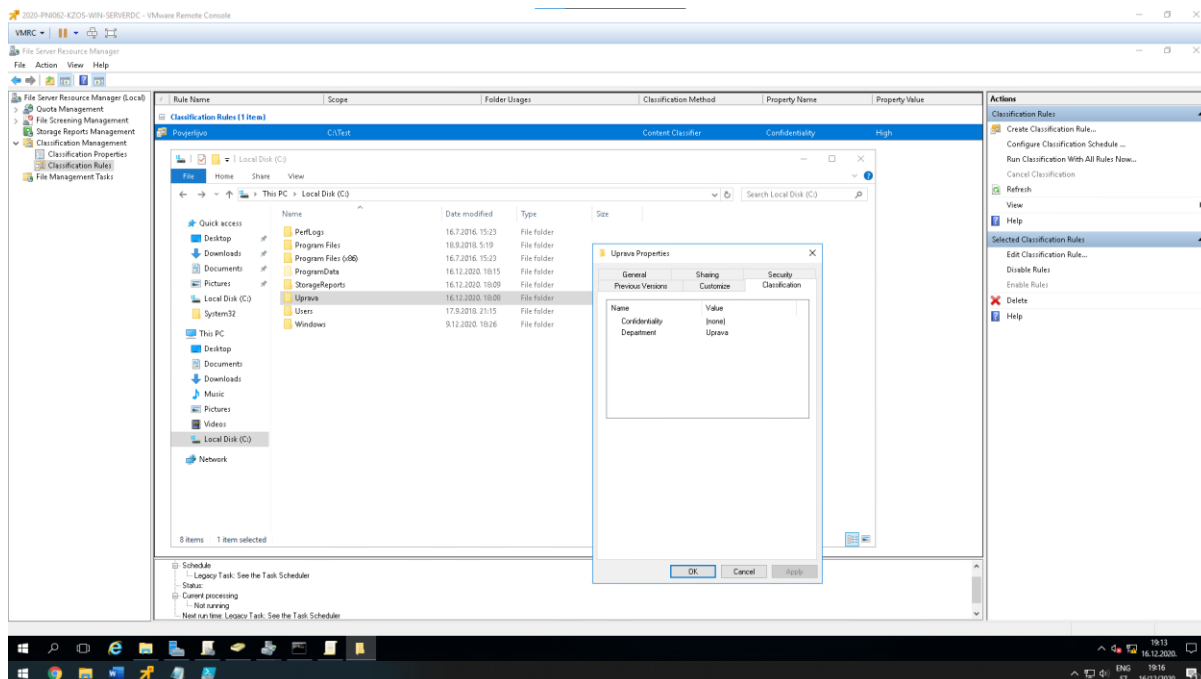 2020-PNI062-KZOS-WIN-SERVERDC - VMware Remote Console
VMRC
File Server Resource Manager
File Action View Help
File Server Resource Manager (Local)
Quota Management
File Screening Management
Storage Reports Management
Classification Management
Classification Properties
Classification Rules
File Management Tasks
Rule Name Scope Folder Usages Classification Method Property Name Property Value
Classification Rules (1 item)
Povjerljivo C:\Test Content Classifier Confidentiality High
Local Disk (C:)
File Home Share View
This PC > Local Disk (C:)
Search Local Disk (C:)
Quick access
Desktop
Downloads
Documents
Pictures
Local Disk (C:)
System32
This PC
Desktop
Documents
Downloads
Music
Pictures
Videos
Local Disk (C:)
Network
Name Date modified Type Size
PerfLogs 16.7.2016. 15:23 File folder
Program Files 18.9.2018. 5:19 File folder
Program Files (x86) 16.7.2016. 15:23 File folder
ProgramData 16.12.2020. 18:15 File folder
StorageReports 16.12.2020. 18:09 File folder
Uprava 16.12.2020. 18:08 File folder
Users 17.9.2018. 21:15 File folder
Windows 9.12.2020. 18:26 File folder
8 items 1 item selected
Uprava Properties
General Sharing Security
Previous Versions Customize Classification
Name Value
Confidentiality (none)
Department Uprava
OK Cancel Apply
Schedule
Legacy Task: See the Task Scheduler
Status:
Current processing
Not running
Next run time: Legacy Task: See the Task Scheduler
Actions
Classification Rules
Create Classification Rule...
Configure Classification Schedule ...
Run Classification With All Rules Now...
Cancel Classification
Refresh
View
Help
Selected Classification Rules
Edit Classification Rule...
Disable Rules
Enable Rules
Delete
Help
19:13
16.12.2020.
ENG 19:16
16/12/2020